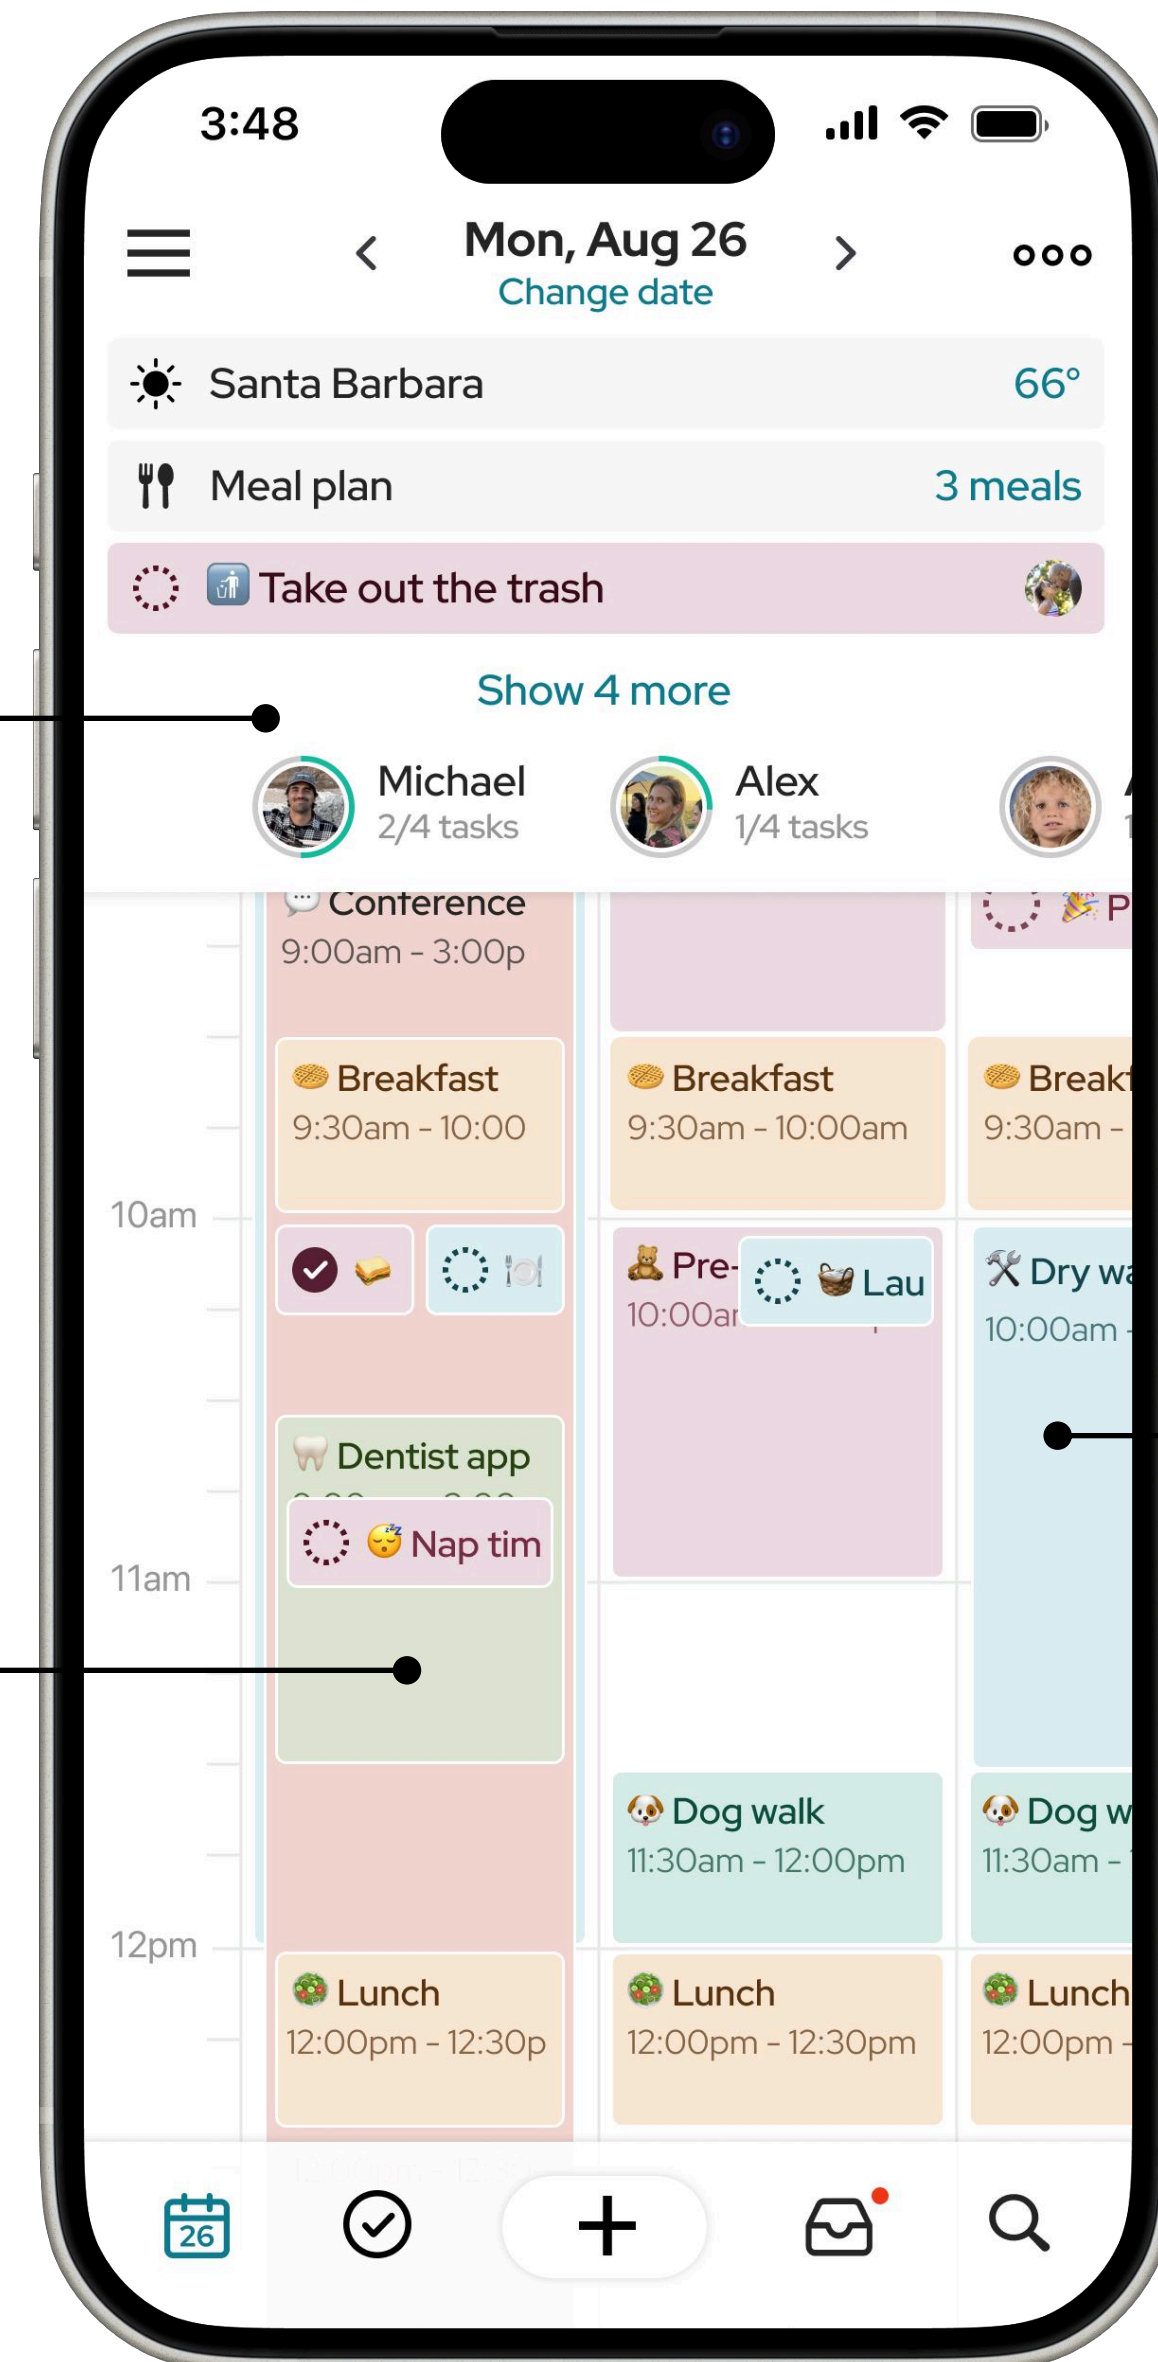 3:48
Mon, Aug 26
Change date
Santa Barbara 66°
Meal plan 3 meals
Take out the trash
Show 4 more
Michael
2/4 tasks
Alex
1/4 tasks
Conference
9:00am - 3:00p
P
Breakfast
9:30am - 10:00
Breakfast
9:30am - 10:00am
Breakf
9:30am -
10am
Pre-
10:00a
Lau
Dry wa
10:00am -
Dentist app
Nap tim
11am
Dog walk
11:30am - 12:00pm
Dog w
11:30am -
12pm
Lunch
12:00pm - 12:30p
Lunch
12:00pm - 12:30pm
Lunch
12:00pm -
26